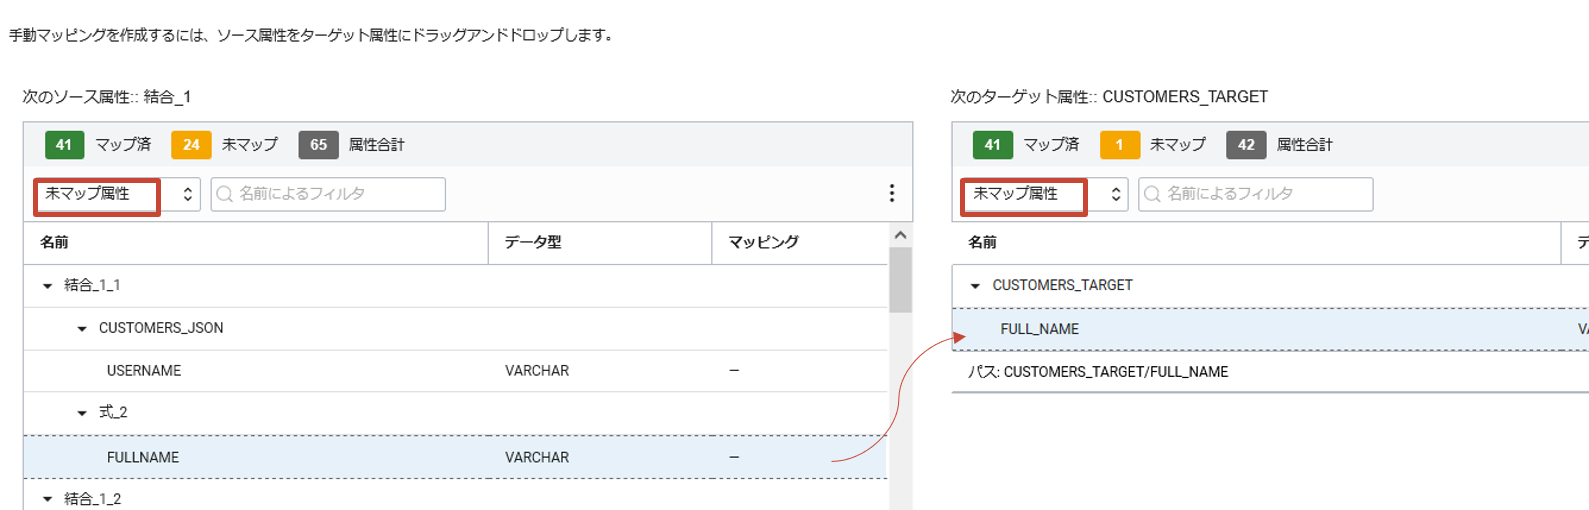 手動マッピングを作成するには、ソース属性をターゲット属性にドラッグアンドドロップします。
次のソース属性:: 結合_1
41 マップ済 24 未マップ 65 属性合計
未マップ属性 名前によるフィルタ
名前 データ型 マッピング
結合_1_1
CUSTOMERS_JSON
USERNAME VARCHAR –
式_2
FULLNAME VARCHAR –
結合_1_2
次のターゲット属性:: CUSTOMERS_TARGET
41 マップ済 1 未マップ 42 属性合計
未マップ属性 名前によるフィルタ
名前
CUSTOMERS_TARGET
FULL_NAME
パス: CUSTOMERS_TARGET/FULL_NAME